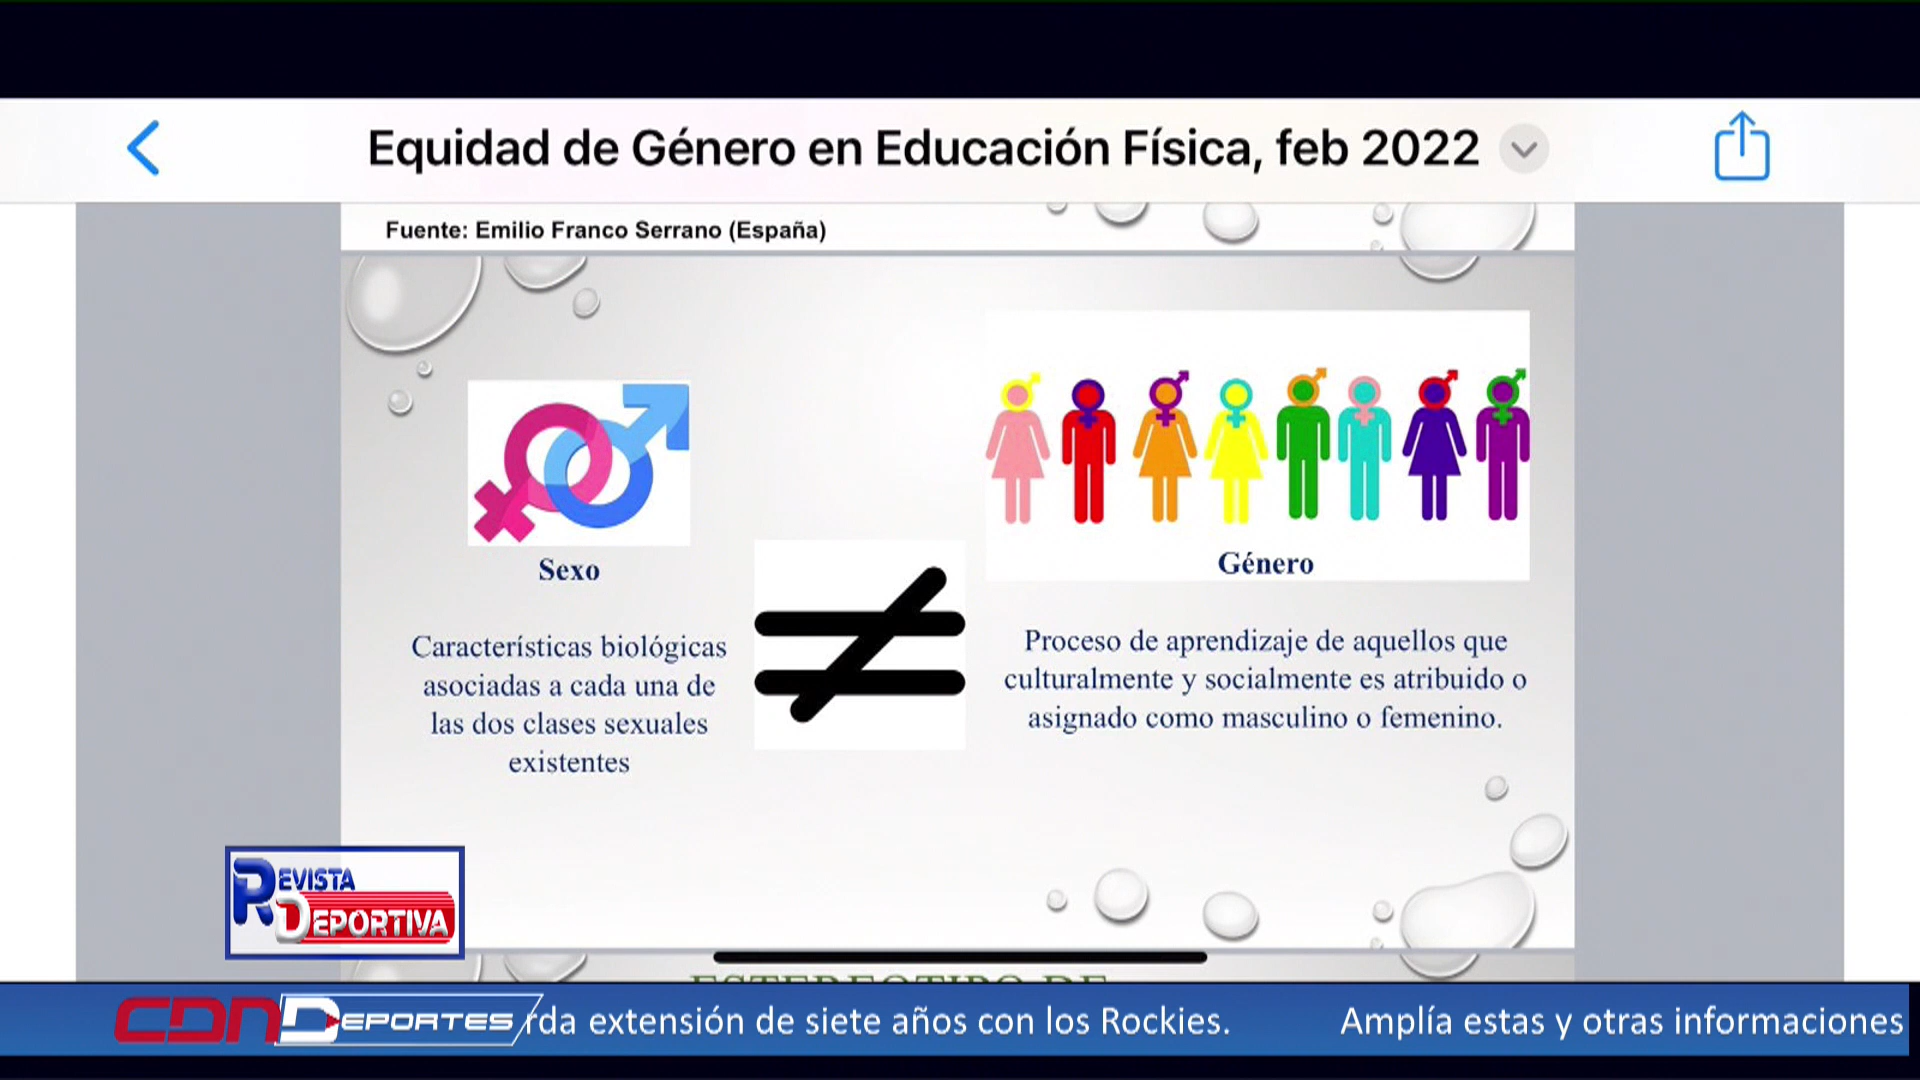 Equidad de Género en Educación Física, feb 2022
Fuente: Emilio Franco Serrano (España)
Sexo
Características biológicas
asociadas a cada una de
las dos clases sexuales
existentes
Género
Proceso de aprendizaje de aquellos que
culturalmente y socialmente es atribuido o
asignado como masculino o femenino.
REVISTA
DEPORTIVA
ESTEREOTIPO DE
CDN DEPORTES rda extensión de siete años con los Rockies. Amplía estas y otras informaciones